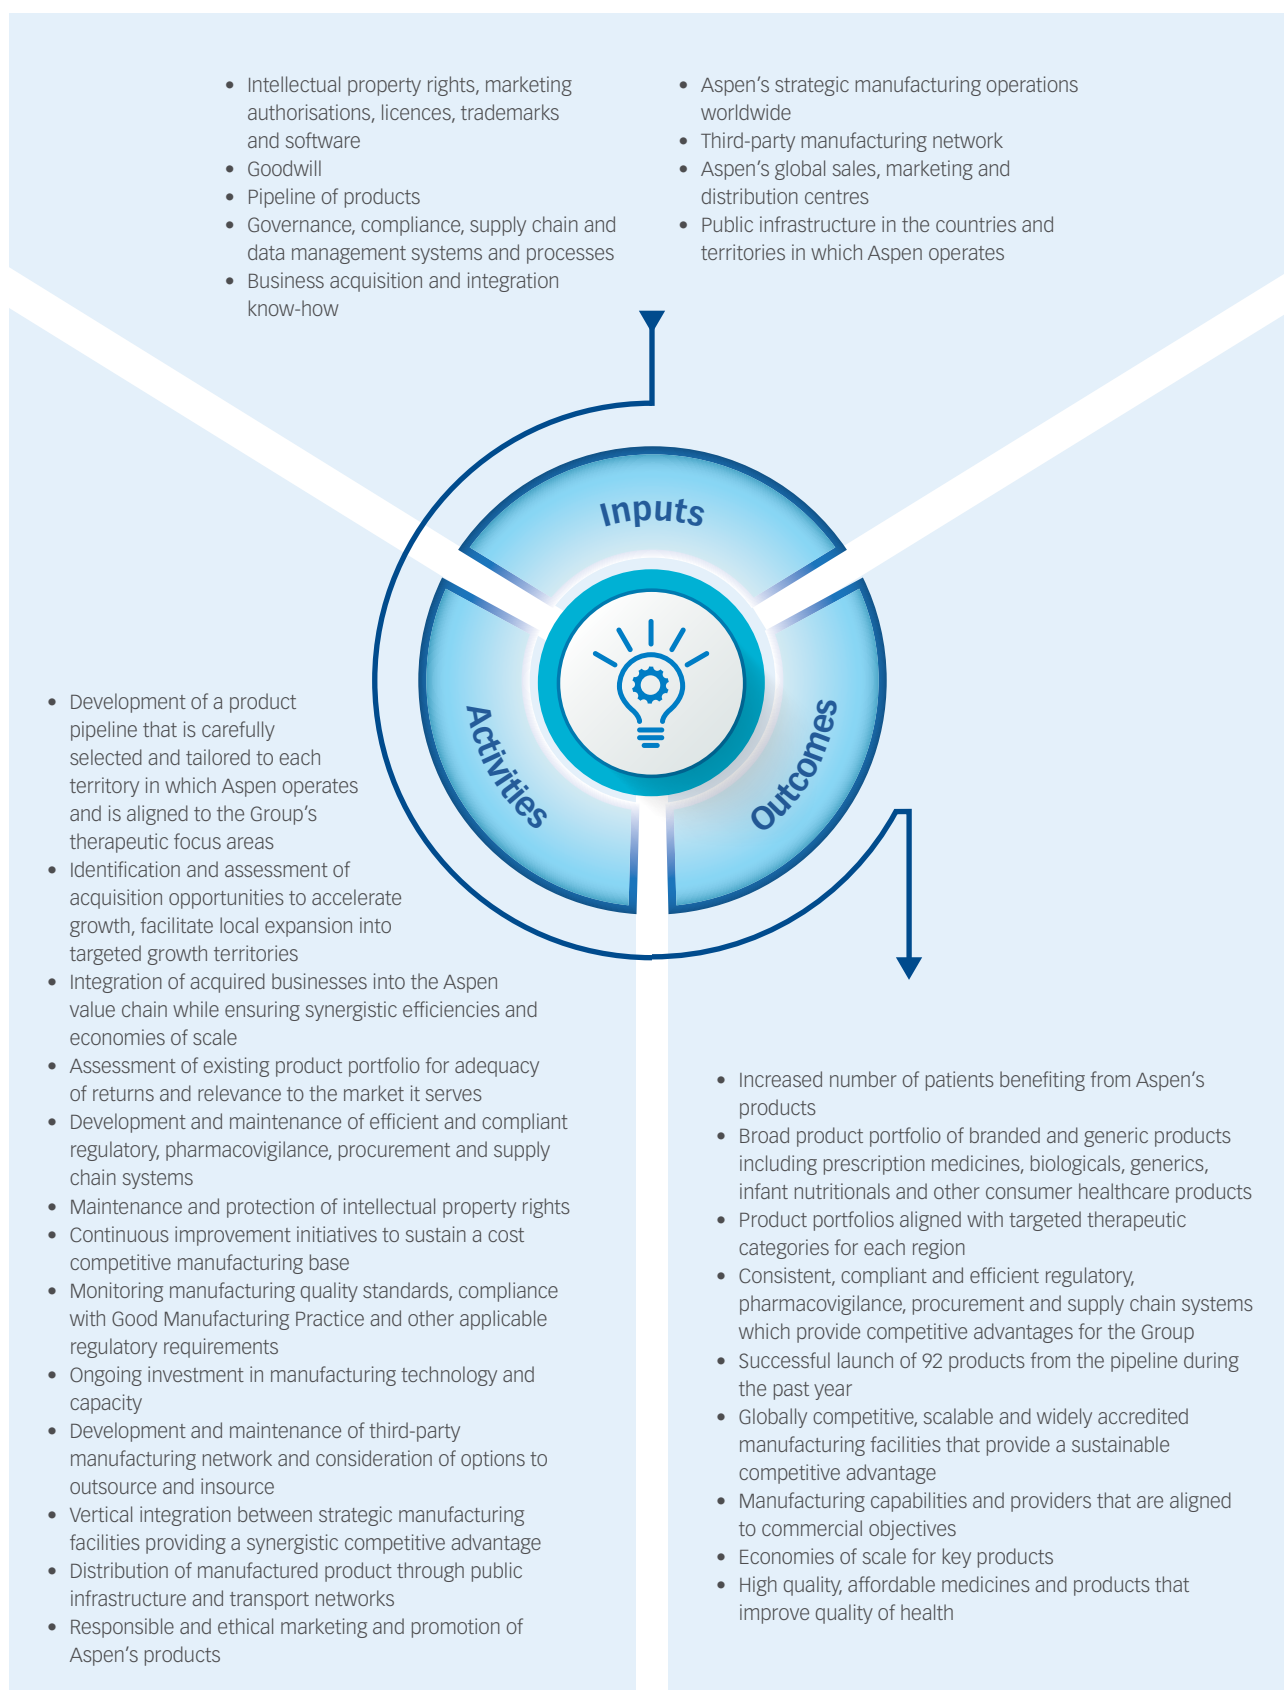 • Intellectual property rights, marketing
authorisations, licences, trademarks
and software
• Goodwill
• Pipeline of products
• Governance, compliance, supply chain and
data management systems and processes
• Business acquisition and integration
know-how
• Aspen's strategic manufacturing operations
worldwide
• Third-party manufacturing network
• Aspen's global sales, marketing and
distribution centres
• Public infrastructure in the countries and
territories in which Aspen operates
Inputs
Activities
Outcomes
• Development of a product
pipeline that is carefully
selected and tailored to each
territory in which Aspen operates
and is aligned to the Group's
therapeutic focus areas
• Identification and assessment of
acquisition opportunities to accelerate
growth, facilitate local expansion into
targeted growth territories
• Integration of acquired businesses into the Aspen
value chain while ensuring synergistic efficiencies and
economies of scale
• Assessment of existing product portfolio for adequacy
of returns and relevance to the market it serves
• Development and maintenance of efficient and compliant
regulatory, pharmacovigilance, procurement and supply
chain systems
• Maintenance and protection of intellectual property rights
• Continuous improvement initiatives to sustain a cost
competitive manufacturing base
• Monitoring manufacturing quality standards, compliance
with Good Manufacturing Practice and other applicable
regulatory requirements
• Ongoing investment in manufacturing technology and
capacity
• Development and maintenance of third-party
manufacturing network and consideration of options to
outsource and insource
• Vertical integration between strategic manufacturing
facilities providing a synergistic competitive advantage
• Distribution of manufactured product through public
infrastructure and transport networks
• Responsible and ethical marketing and promotion of
Aspen's products
• Increased number of patients benefiting from Aspen's
products
• Broad product portfolio of branded and generic products
including prescription medicines, biologicals, generics,
infant nutritionals and other consumer healthcare products
• Product portfolios aligned with targeted therapeutic
categories for each region
• Consistent, compliant and efficient regulatory,
pharmacovigilance, procurement and supply chain systems
which provide competitive advantages for the Group
• Successful launch of 92 products from the pipeline during
the past year
• Globally competitive, scalable and widely accredited
manufacturing facilities that provide a sustainable
competitive advantage
• Manufacturing capabilities and providers that are aligned
to commercial objectives
• Economies of scale for key products
• High quality, affordable medicines and products that
improve quality of health